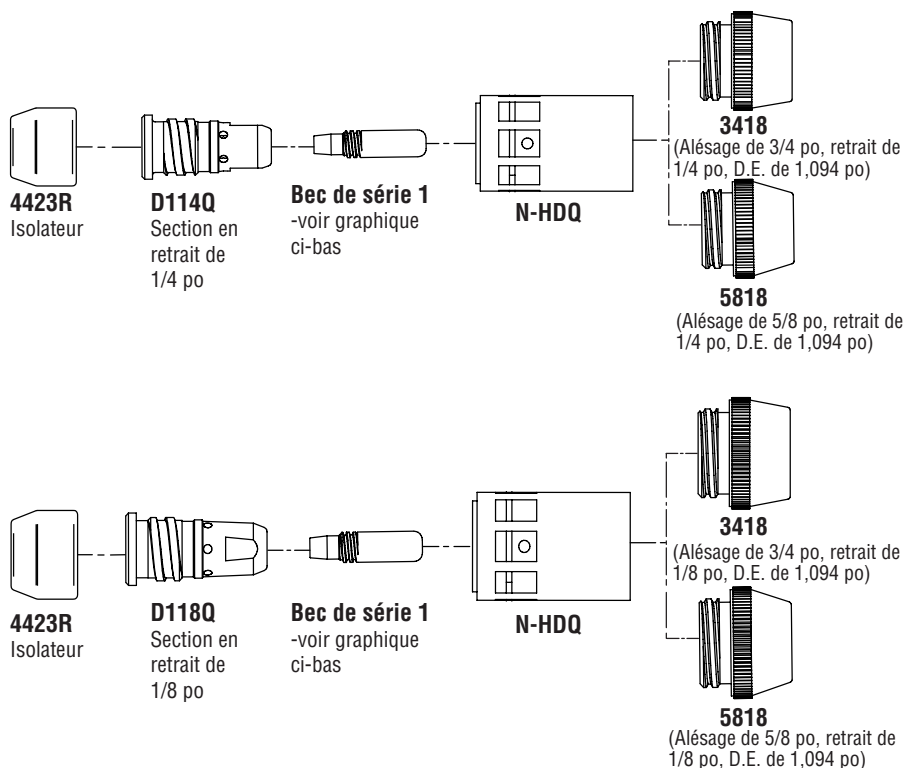 4423R
Isolateur
D114Q
Section en
retrait de
1/4 po
Bec de série 1
-voir graphique
ci-bas
N-HDQ
3418
(Alésage de 3/4 po, retrait de
1/4 po, D.E. de 1,094 po)
5818
(Alésage de 5/8 po, retrait de
1/4 po, D.E. de 1,094 po)
4423R
Isolateur
D118Q
Section en
retrait de
1/8 po
Bec de série 1
-voir graphique
ci-bas
N-HDQ
3418
(Alésage de 3/4 po, retrait de
1/8 po, D.E. de 1,094 po)
5818
(Alésage de 5/8 po, retrait de
1/8 po, D.E. de 1,094 po)